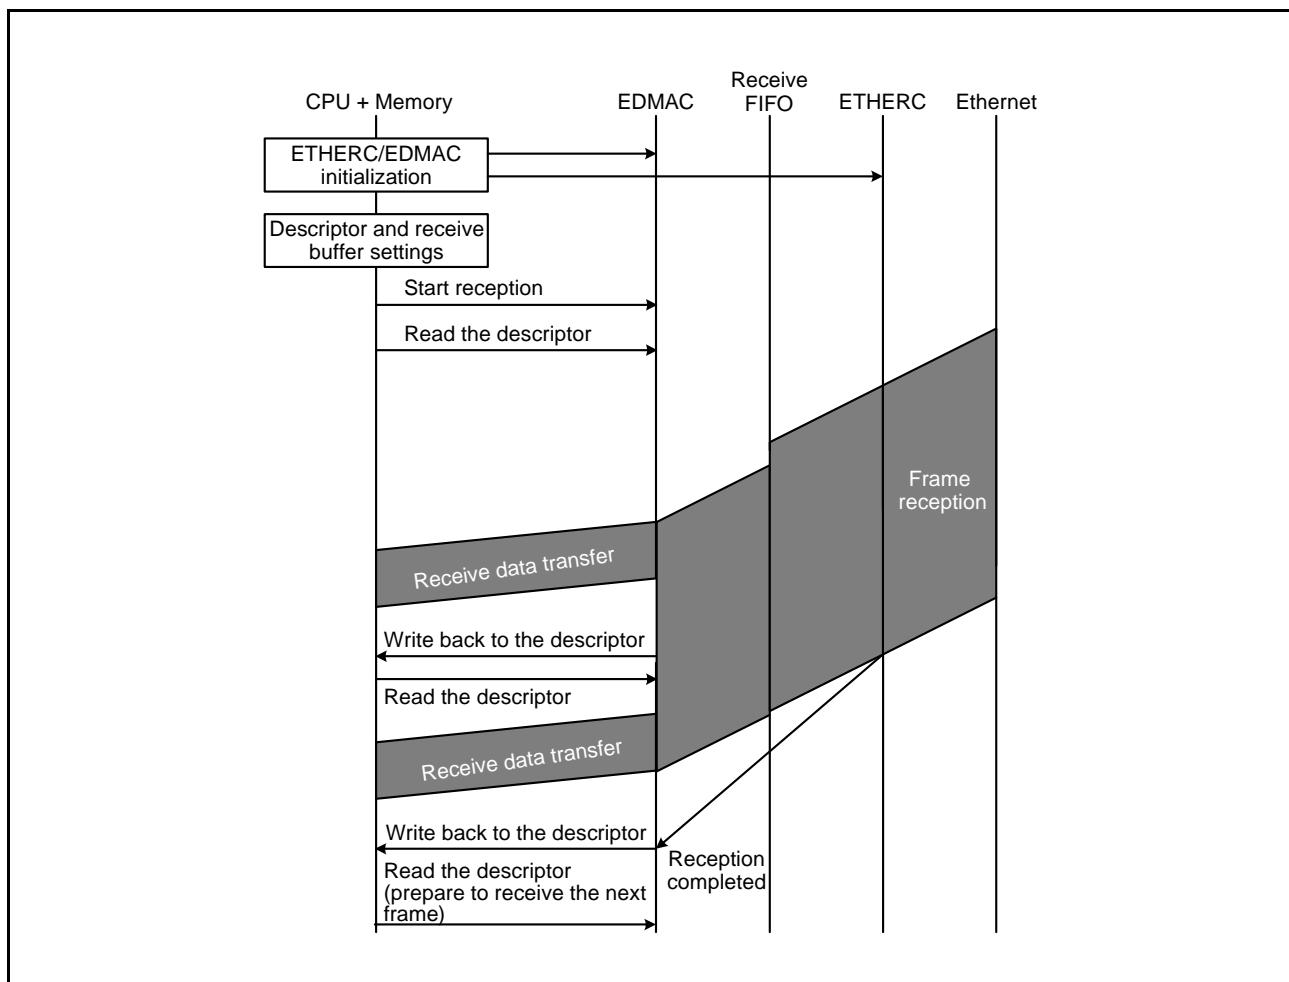 Receive
FIFO
CPU + Memory
EDMAC
ETHERC
Ethernet
ETHERC/EDMAC
initialization
Descriptor and receive
buffer settings
Start reception
Read the descriptor
Frame
reception
Receive data transfer
Write back to the descriptor
Read the descriptor
Receive data transfer
Write back to the descriptor
Reception
completed
Read the descriptor
(prepare to receive the next
frame)